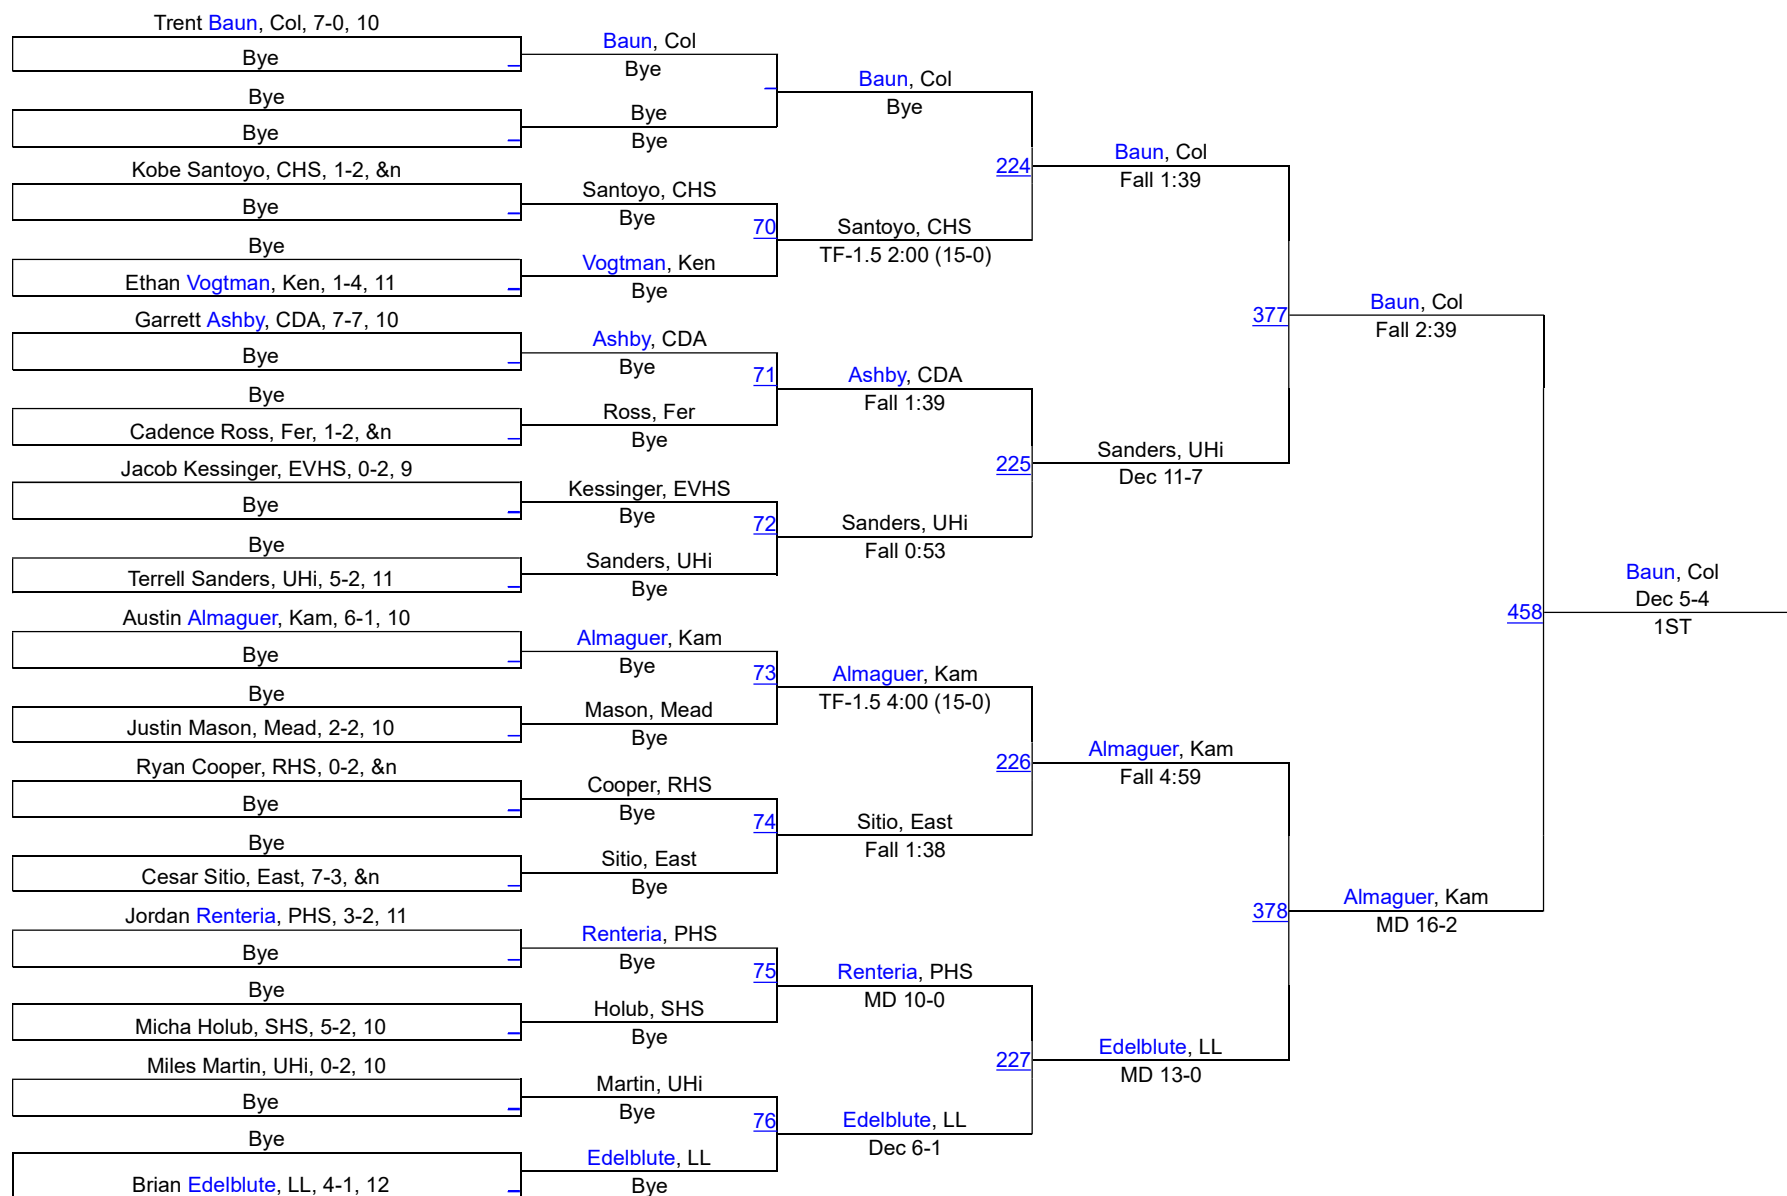 Trent Baun, Col, 7-0, 10
Bye
Bye
Bye
Kobe Santoyo, CHS, 1-2, &n
Bye
Bye
Ethan Vogtman, Ken, 1-4, 11
Garrett Ashby, CDA, 7-7, 10
Bye
Bye
Cadence Ross, Fer, 1-2, &n
Jacob Kessinger, EVHS, 0-2, 9
Bye
Bye
Terrell Sanders, UHi, 5-2, 11
Austin Almaguer, Kam, 6-1, 10
Bye
Bye
Justin Mason, Mead, 2-2, 10
Ryan Cooper, RHS, 0-2, &n
Bye
Bye
Cesar Sitio, East, 7-3, &n
Jordan Renteria, PHS, 3-2, 11
Bye
Bye
Micha Holub, SHS, 5-2, 10
Miles Martin, UHi, 0-2, 10
Bye
Bye
Brian Edelblute, LL, 4-1, 12
Baun, Col
Bye
Bye
Bye
Santoyo, CHS
Bye
70
Vogtman, Ken
Bye
Ashby, CDA
Bye
71
Ross, Fer
Bye
Kessinger, EVHS
Bye
72
Sanders, UHi
Bye
Almaguer, Kam
Bye
73
Mason, Mead
Bye
Cooper, RHS
Bye
74
Sitio, East
Bye
Renteria, PHS
Bye
75
Holub, SHS
Bye
Martin, UHi
Bye
76
Edelblute, LL
Bye
Baun, Col
Bye
224
Santoyo, CHS
TF-1.5 2:00 (15-0)
Ashby, CDA
Fall 1:39
225
Sanders, UHi
Fall 0:53
Almaguer, Kam
TF-1.5 4:00 (15-0)
226
Sitio, East
Fall 1:38
Renteria, PHS
MD 10-0
227
Edelblute, LL
Dec 6-1
Baun, Col
Fall 1:39
377
Sanders, UHi
Dec 11-7
Almaguer, Kam
Fall 4:59
378
Edelblute, LL
MD 13-0
Baun, Col
Fall 2:39
458
Almaguer, Kam
MD 16-2
Baun, Col
Dec 5-4
1ST